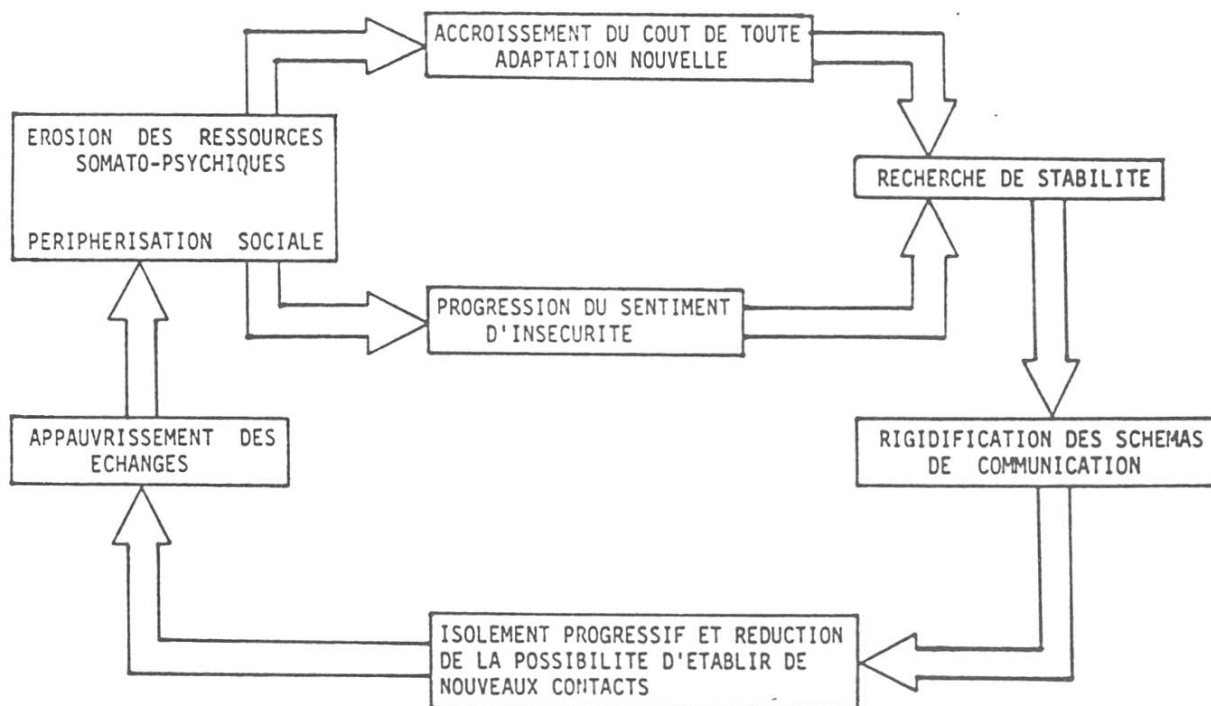 ACCROISSEMENT DU COUT DE TOUTE
ADAPTATION NOUVELLE
EROSION DES RESSOURCES
SOMATO-PSYCHIQUES
PERIPHERISATION SOCIALE
RECHERCHE DE STABILITE
PROGRESSION DU SENTIMENT
D'INSECURITE
APPAUVRISSEMENT DES
ECHANGES
RIGIDIFICATION DES SCHEMAS
DE COMMUNICATION
ISOLEMENT PROGRESSIF ET REDUCTION
DE LA POSSIBILITE D'ETABLIR DE
NOUVEAUX CONTACTS